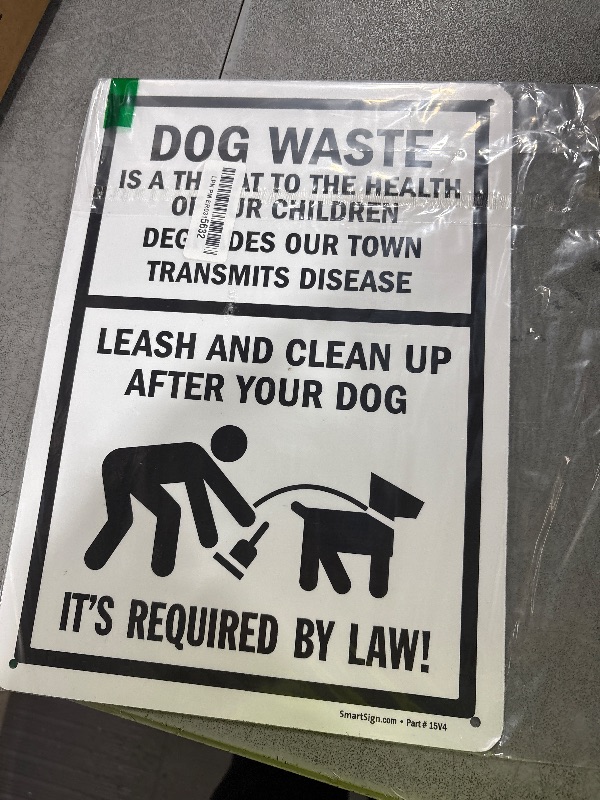 DOG WASTE
IS A TH AT TO THE HEALTH
O UR CHILDREN
DEG DES OUR TOWN
TRANSMITS DISEASE
LEASH AND CLEAN UP
AFTER YOUR DOG
IT'S REQUIRED BY LAW!
SmartSign.com • Part# 15V4